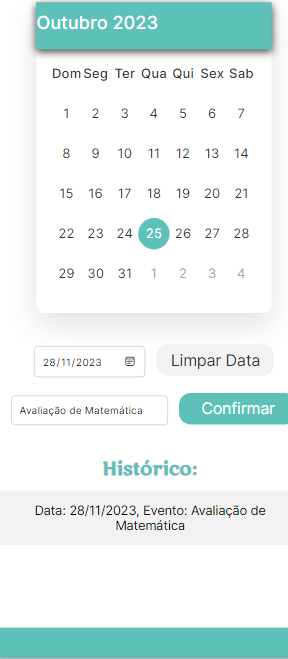 Outubro 2023
Dom Seg Ter Qua Qui Sex Sab
1 2 3 4 5 6 7
8 9 10 11 12 13 14
15 16 17 18 19 20 21
22 23 24 25 26 27 28
29 30 31 1 2 3 4
28/11/2023 Limpar Data
Avaliação de Matemática Confirmar
Histórico:
Data: 28/11/2023, Evento: Avaliação de
Matemática